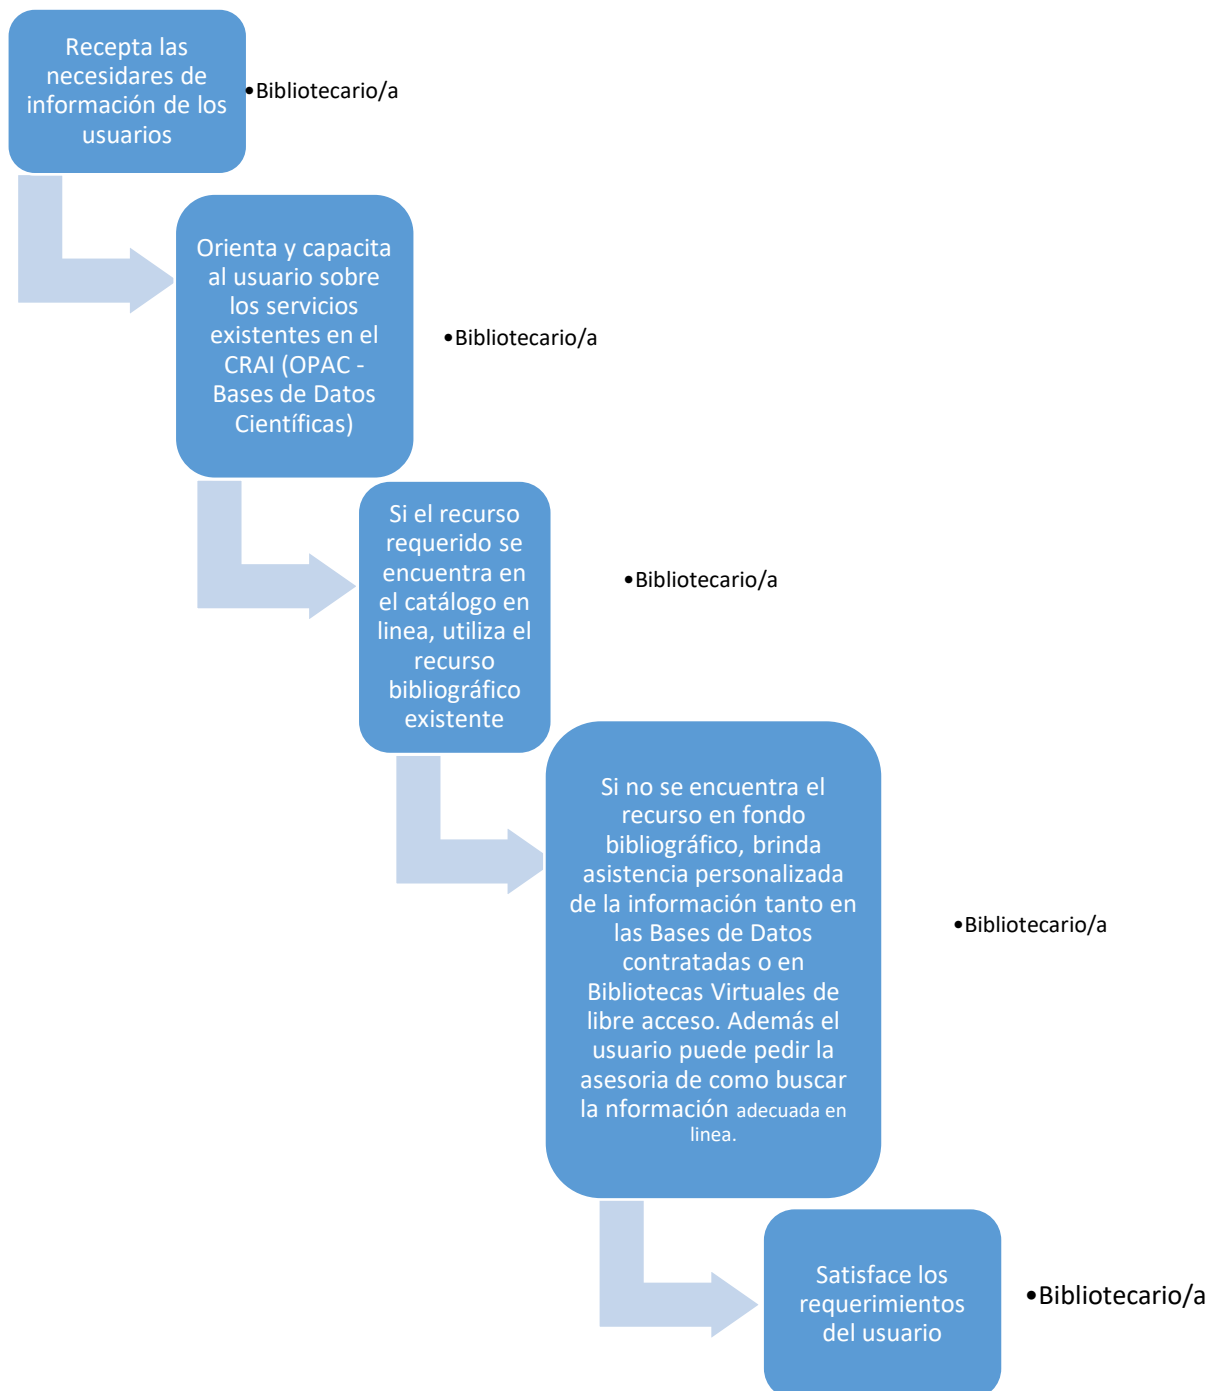 Recepta las
necesidares de
información de los
usuarios
•Bibliotecario/a
Orienta y capacita
al usuario sobre
los servicios
existentes en el
CRAI (OPAC -
Bases de Datos
Científicas)
•Bibliotecario/a
Si el recurso
requerido se
encuentra en
el catálogo en
linea, utiliza el
recurso
bibliográfico
existente
•Bibliotecario/a
Si no se encuentra el
recurso en fondo
bibliográfico, brinda
asistencia personalizada
de la información tanto en
las Bases de Datos
contratadas o en
Bibliotecas Virtuales de
libre acceso. Además el
usuario puede pedir la
asesoria de como buscar
la nformación adecuada en
linea.
•Bibliotecario/a
Satisface los
requerimientos
del usuario
•Bibliotecario/a